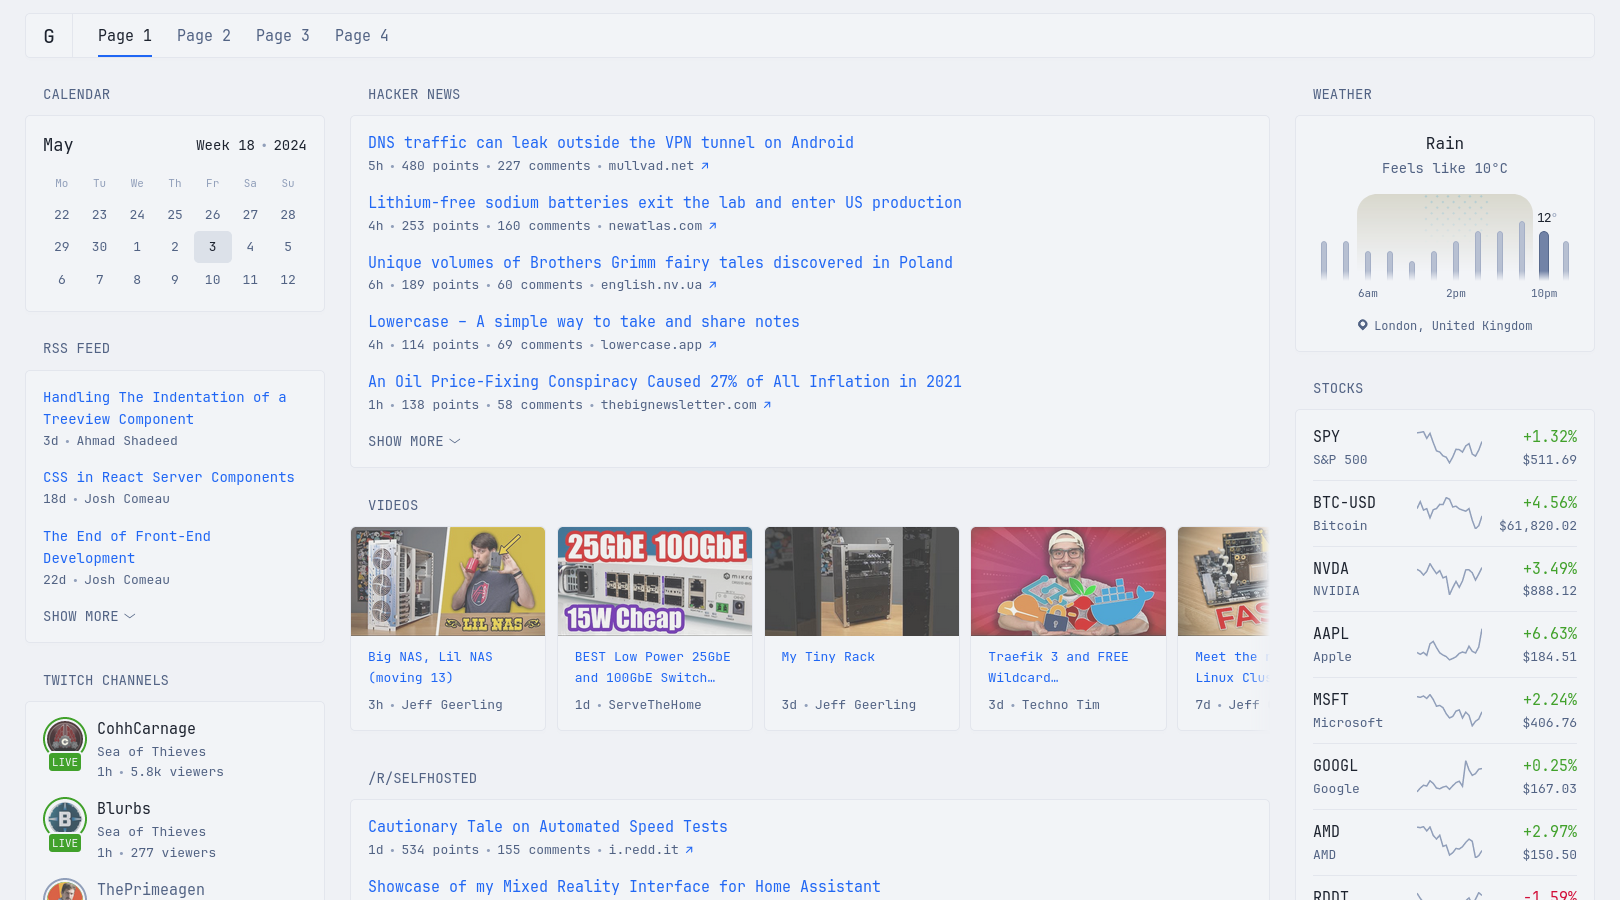 G
Page 1
Page 2
Page 3
Page 4
CALENDAR
May
Week 18 • 2024
Mo Tu We Th Fr Sa Su
22 23 24 25 26 27 28
29 30 1 2 3 4 5
6 7 8 9 10 11 12
RSS FEED
Handling The Indentation of a
Treeview Component
3d • Ahmad Shadeed
CSS in React Server Components
18d • Josh Comeau
The End of Front-End
Development
22d • Josh Comeau
SHOW MORE
TWITCH CHANNELS
CohhCarnage
Sea of Thieves
1h • 5.8k viewers
LIVE
Blurbs
Sea of Thieves
1h • 277 viewers
B
LIVE
ThePrimeagen
HACKER NEWS
DNS traffic can leak outside the VPN tunnel on Android
5h • 480 points • 227 comments • mullvad.net
Lithium-free sodium batteries exit the lab and enter US production
4h • 253 points • 160 comments • newatlas.com
Unique volumes of Brothers Grimm fairy tales discovered in Poland
6h • 189 points • 60 comments • english.nv.ua
Lowercase – A simple way to take and share notes
4h • 114 points • 69 comments • lowercase.app
An Oil Price-Fixing Conspiracy Caused 27% of All Inflation in 2021
1h • 138 points • 58 comments • thebignewsletter.com
SHOW MORE
VIDEOS
LIL NAS
Big NAS, Lil NAS
(moving 13)
3h • Jeff Geerling
25GbE 100GbE
15W Cheap
BEST Low Power 25GbE
and 100GbE Switch…
1d • ServeTheHome
My Tiny Rack
3d • Jeff Geerling
Traefik 3 and FREE
Wildcard…
3d • Techno Tim
FAS
Meet the
Linux Clu
7d • Jeff
/R/SELFHOSTED
Cautionary Tale on Automated Speed Tests
1d • 534 points • 155 comments • i.redd.it
Showcase of my Mixed Reality Interface for Home Assistant
WEATHER
Rain
Feels like 10°C
12°
6am 2pm 10pm
London, United Kingdom
STOCKS
SPY +1.32%
S&P 500 $511.69
BTC-USD +4.56%
Bitcoin $61,820.02
NVDA +3.49%
NVIDIA $888.12
AAPL +6.63%
Apple $184.51
MSFT +2.24%
Microsoft $406.76
GOOGL +0.25%
Google $167.03
AMD +2.97%
AMD $150.50
RDDT -1.59%